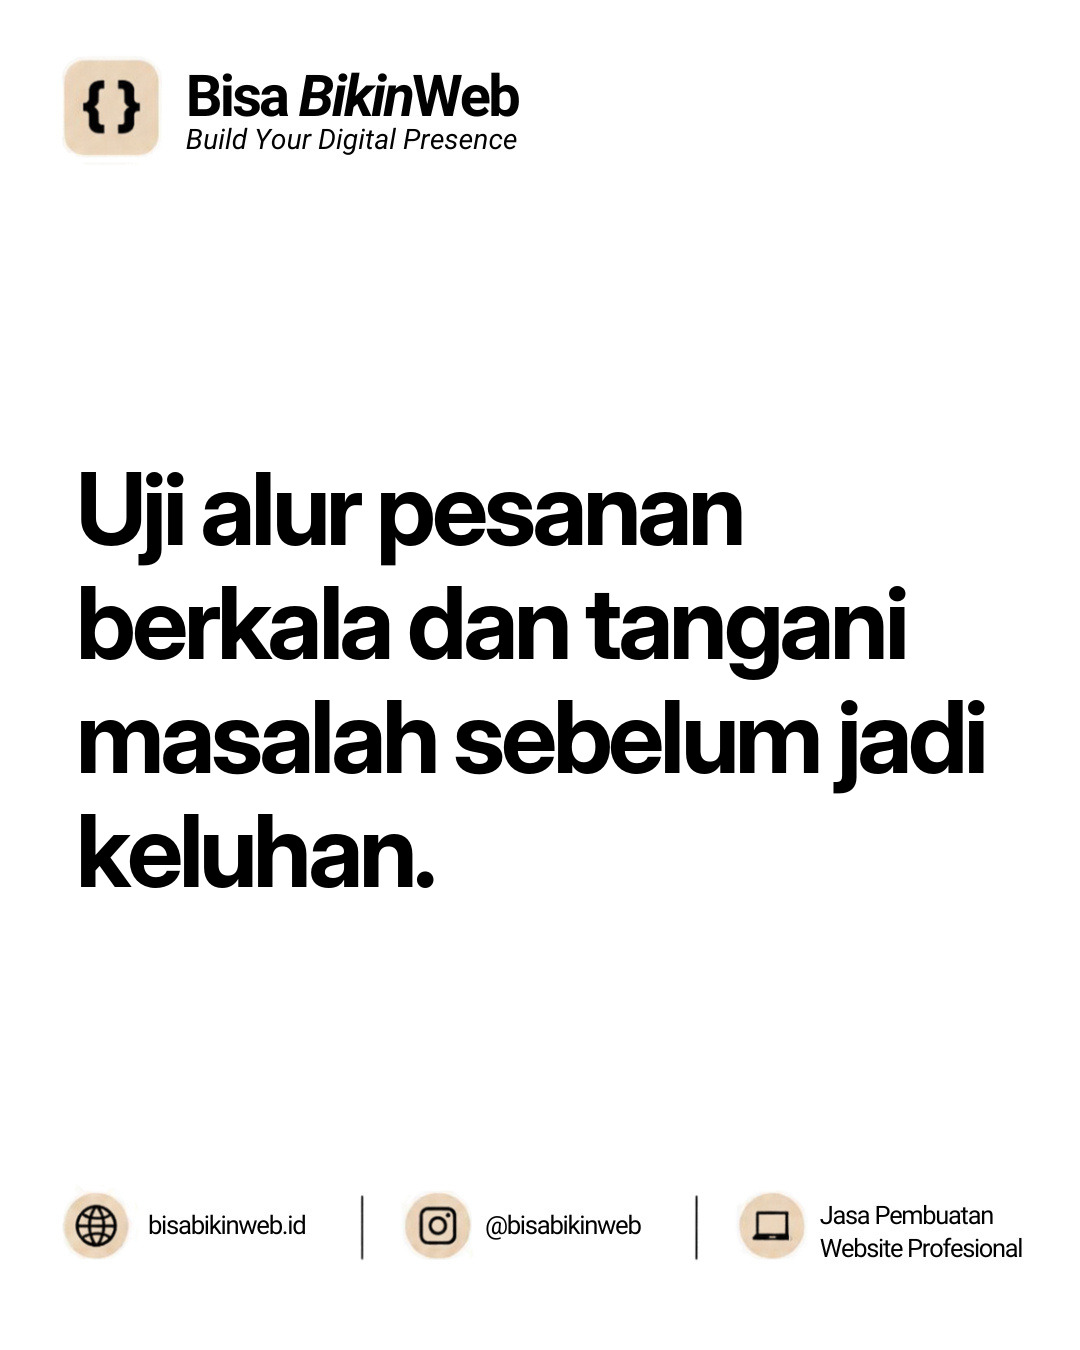 { }
Bisa BikinWeb
Build Your Digital Presence
Uji alur pesanan
berkala dan tangani
masalah sebelum jadi
keluhan.
bisabikinweb.id
@bisabikinweb
Jasa Pembuatan
Website Profesional